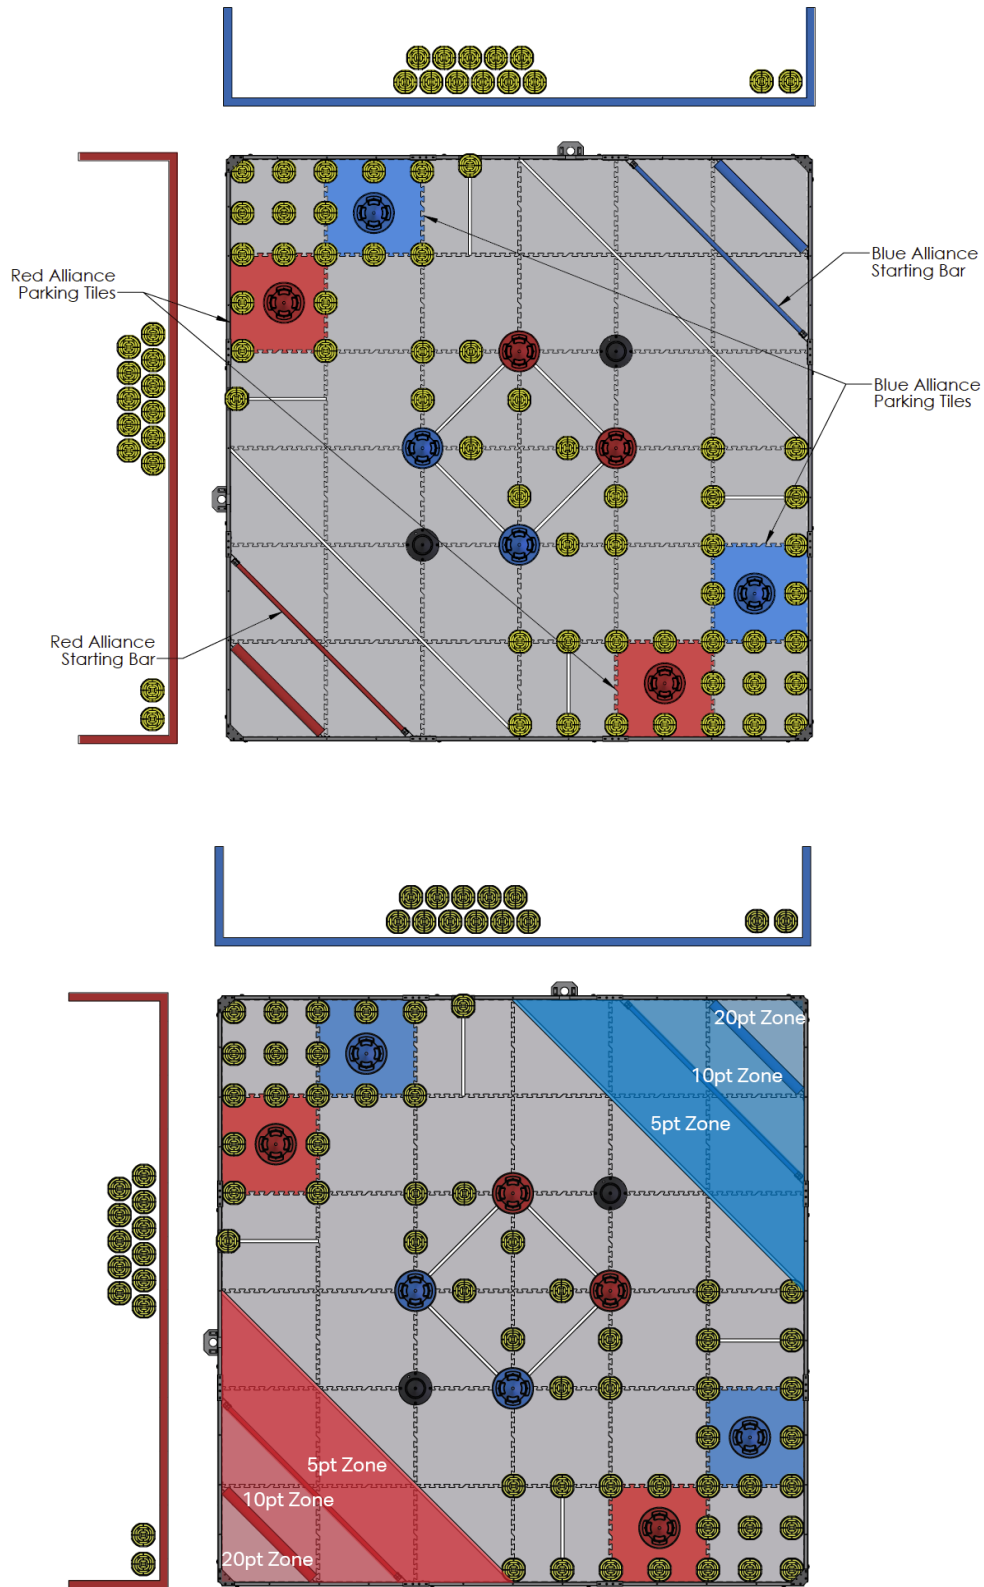 Blue Alliance
Starting Bar
Red Alliance
Parking Tiles
Blue Alliance
Parking Tiles
Red Alliance
Starting Bar
20pt Zone
10pt Zone
5pt Zone
5pt Zone
10pt Zone
20pt Zone